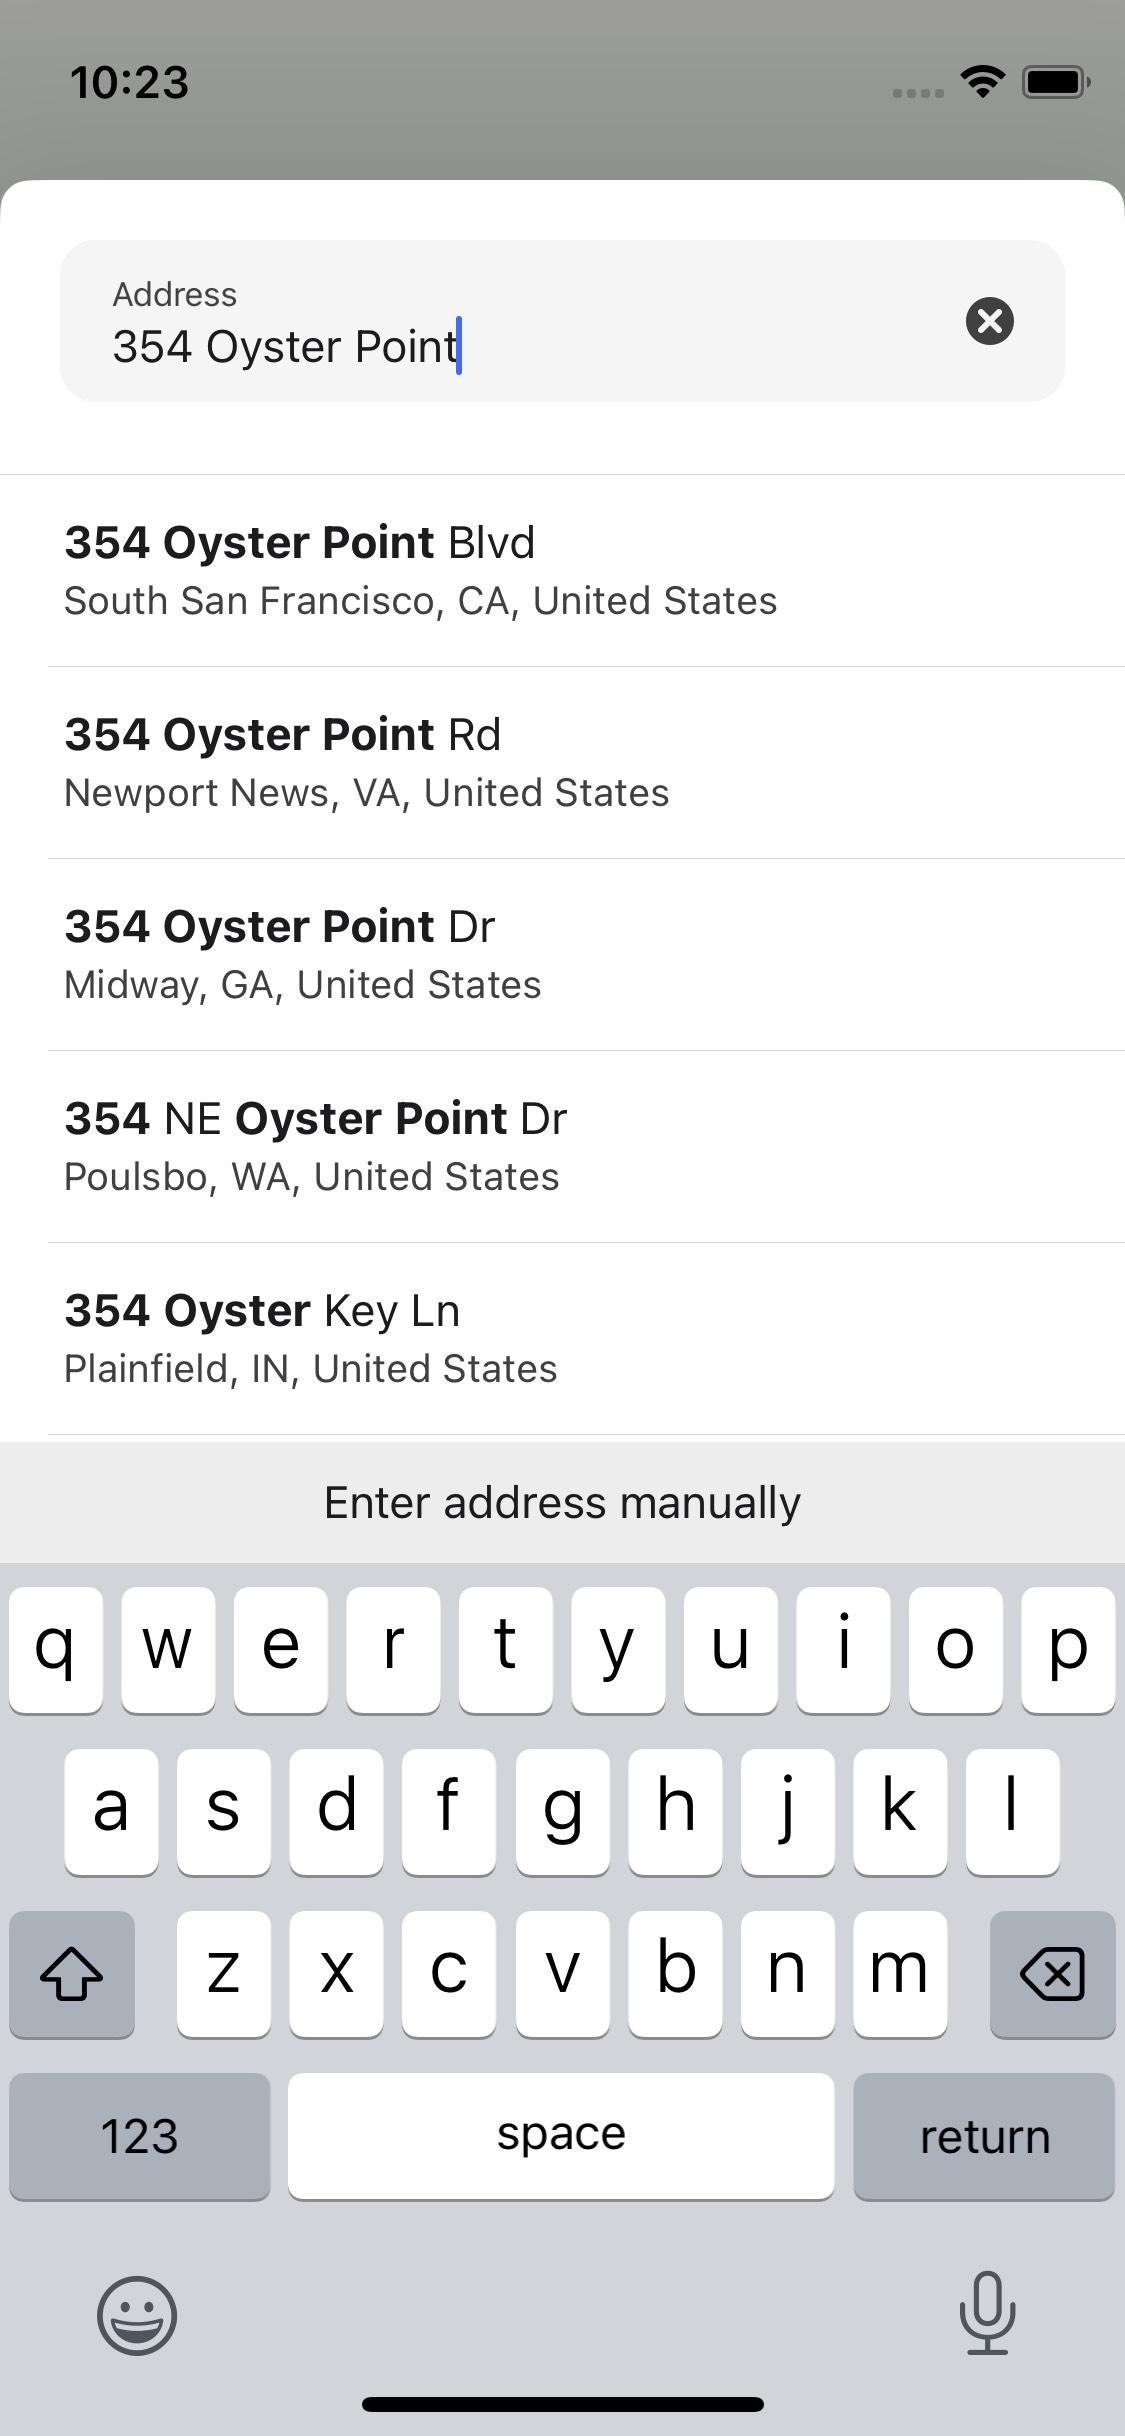 10:23
Address
354 Oyster Point
354 Oyster Point Blvd
South San Francisco, CA, United States
354 Oyster Point Rd
Newport News, VA, United States
354 Oyster Point Dr
Midway, GA, United States
354 NE Oyster Point Dr
Poulsbo, WA, United States
354 Oyster Key Ln
Plainfield, IN, United States
Enter address manually
q w e r t y u i o p
a s d f g h j k l
z x c v b n m
123 space return